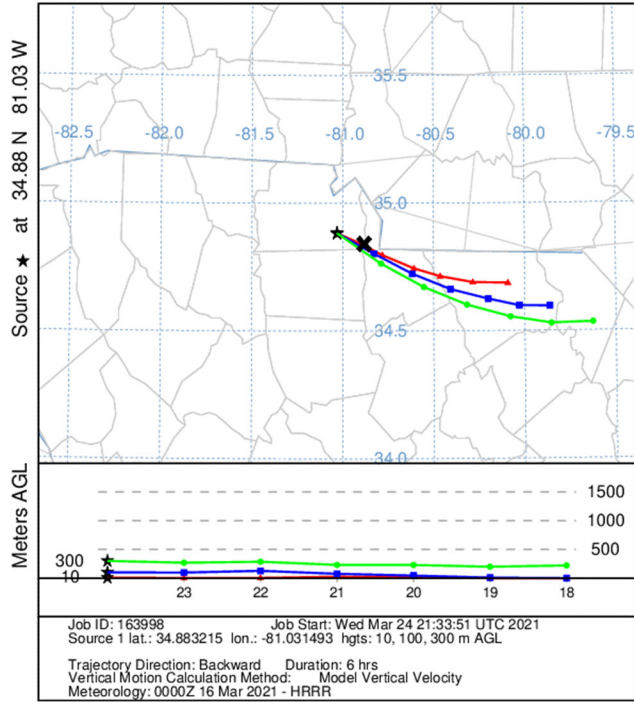 Source ★ at 34.88 N 81.03 W
35.5
-82.5 -82.0 -81.5 -81.0 -80.5 -80.0 -79.5
35.0
34.5
34.0
Meters AGL
1500
1000
500
300
10
23 22 21 20 19 18
Job ID: 163998 Job Start: Wed Mar 24 21:33:51 UTC 2021
Source 1 lat.: 34.883215 lon.: -81.031493 hgts: 10, 100, 300 m AGL
Trajectory Direction: Backward Duration: 6 hrs
Vertical Motion Calculation Method: Model Vertical Velocity
Meteorology: 0000Z 16 Mar 2021 - HRRR